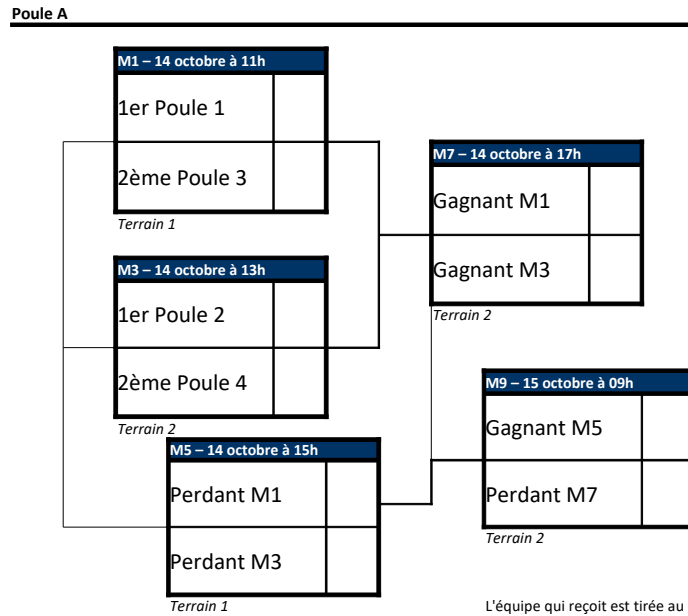 Poule A
M1 – 14 octobre à 11h
1er Poule 1
2ème Poule 3
Terrain 1
M3 – 14 octobre à 13h
1er Poule 2
2ème Poule 4
Terrain 2
M5 – 14 octobre à 15h
Perdant M1
Perdant M3
Terrain 1
M7 – 14 octobre à 17h
Gagnant M1
Gagnant M3
Terrain 2
M9 – 15 octobre à 09h
Gagnant M5
Perdant M7
Terrain 2
L'équipe qui reçoit est tirée au